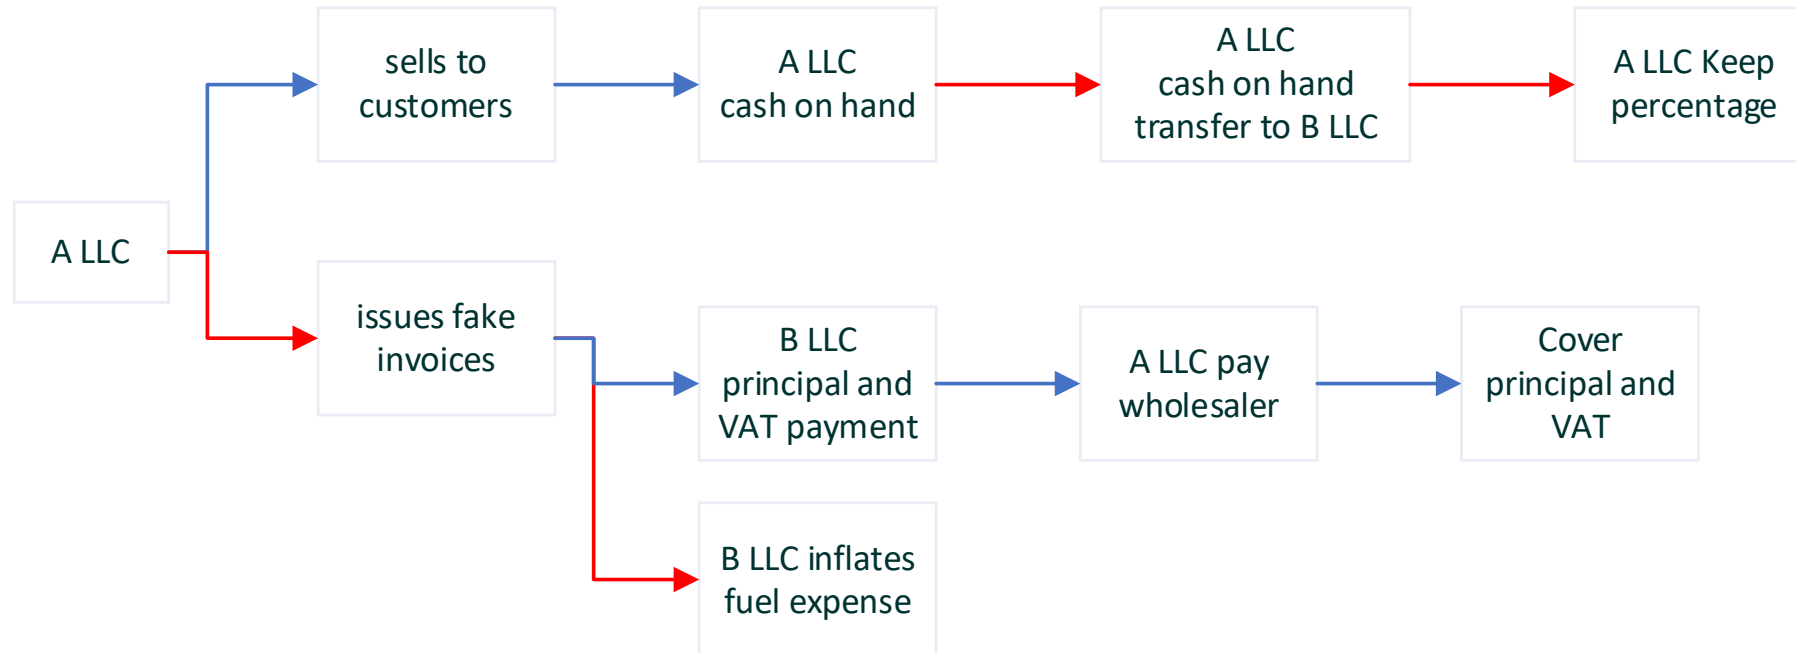 sells to
customers
A LLC
cash on hand
A LLC
cash on hand
transfer to B LLC
A LLC Keep
percentage
A LLC
issues fake
invoices
B LLC
principal and
VAT payment
A LLC pay
wholesaler
Cover
principal and
VAT
B LLC inflates
fuel expense